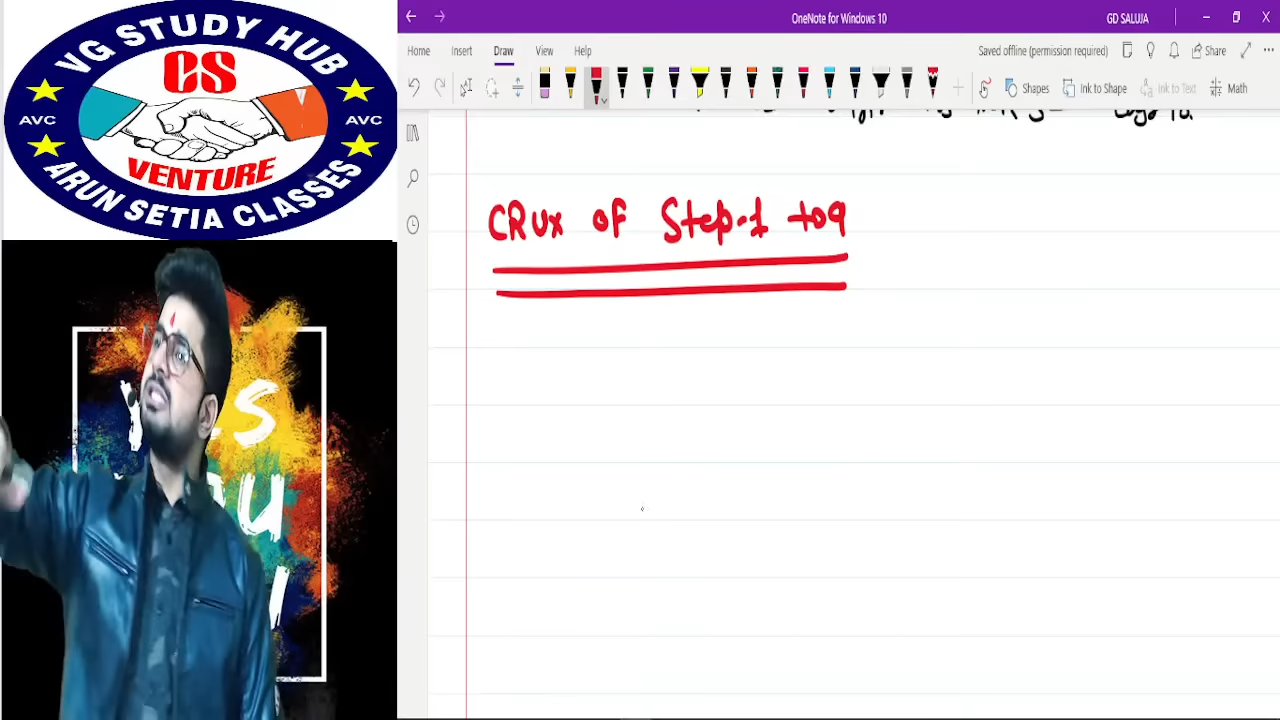 VG STUDY HUB
CS
AVC
AVC
VENTURE
ARUN SETIA CLASSES
OneNote for Windows 10
GD SALUJA
Home
Insert
Draw
View
Help
Saved offline (permission required)
Share
Shapes
Ink to Shape
Ink to Text
Math
CRux of Step-1 to9